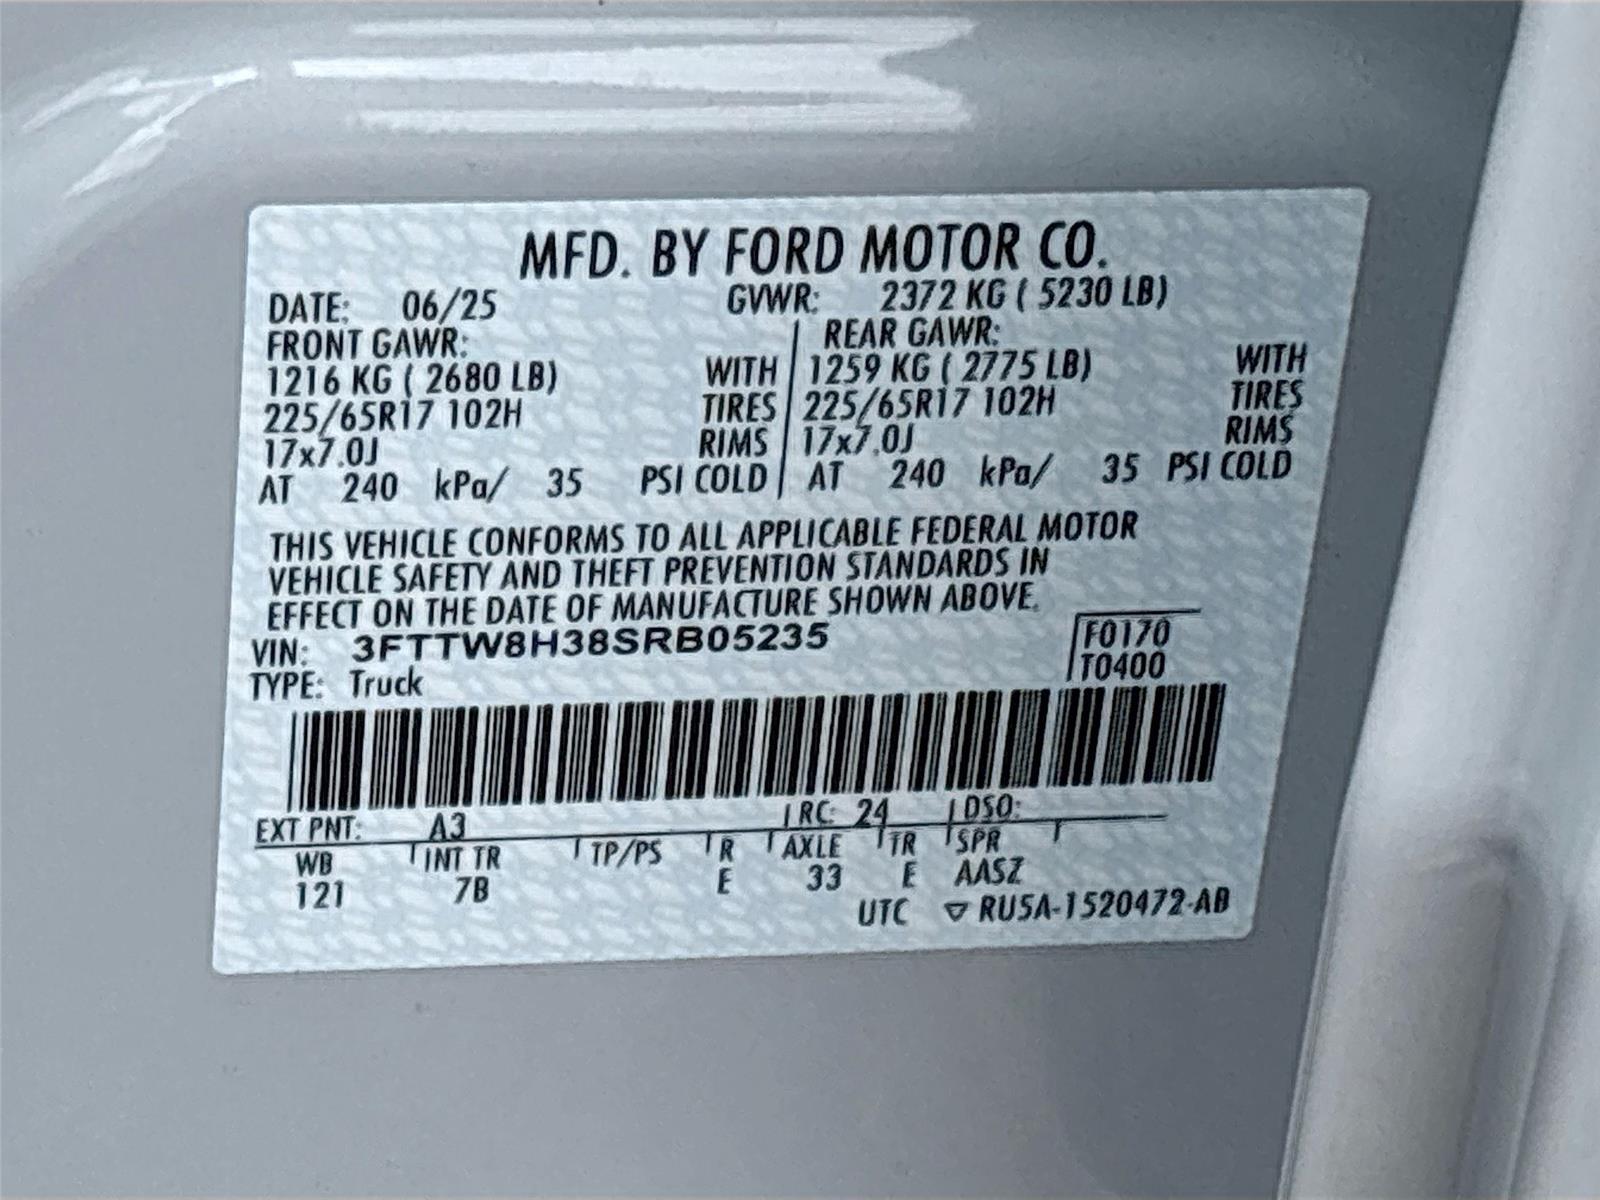 MFD. BY FORD MOTOR CO.
DATE: 06/25 GVWR: 2372 KG ( 5230 LB)
FRONT GAWR: REAR GAWR:
1216 KG ( 2680 LB) WITH 1259 KG ( 2775 LB) WITH
225/65R17 102H TIRES 225/65R17 102H TIRES
17x7.0J RIMS 17x7.0J RIMS
AT 240 kPa/ 35 PSI COLD AT 240 kPa/ 35 PSI COLD
THIS VEHICLE CONFORMS TO ALL APPLICABLE FEDERAL MOTOR
VEHICLE SAFETY AND THEFT PREVENTION STANDARDS IN
EFFECT ON THE DATE OF MANUFACTURE SHOWN ABOVE.
VIN: 3FTTW8H38SRB05235 F0170
TYPE: Truck T0400
EXT PNT: A3 RC: 24 DSO:
WB INT TR TP/PS R AXLE TR SPR
121 7B E 33 E AASZ
UTC ▽ RU5A-1520472-AB